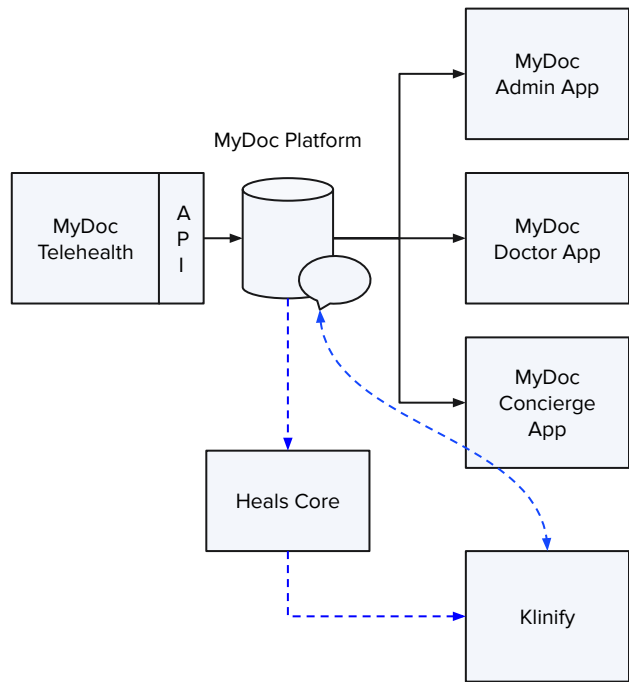 MyDoc
Admin App
MyDoc Platform
MyDoc
Telehealth
A
P
I
MyDoc
Doctor App
MyDoc
Concierge
App
Heals Core
Klinify